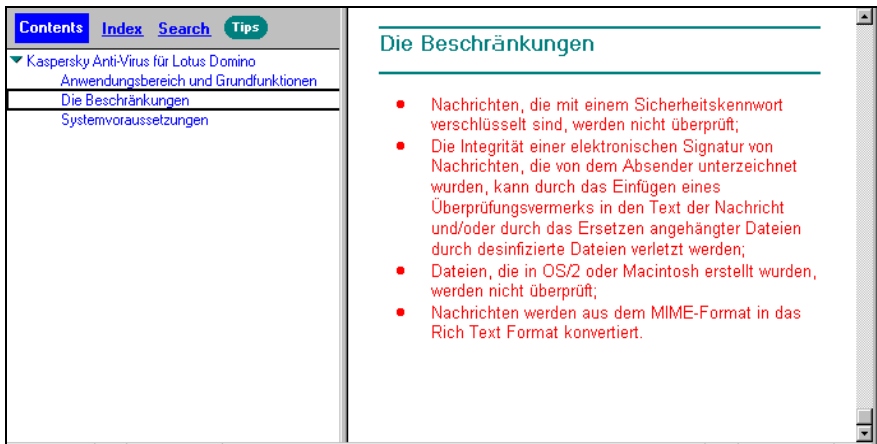 Contents Index Search Tips
Kaspersky Anti-Virus für Lotus Domino
Anwendungsbereich und Grundfunktionen
Die Beschränkungen
Systemvoraussetzungen
Die Beschränkungen
• Nachrichten, die mit einem Sicherheitskennwort
verschlüsselt sind, werden nicht überprüft;
• Die Integrität einer elektronischen Signatur von
Nachrichten, die von dem Absender unterzeichnet
wurden, kann durch das Einfügen eines
Überprüfungsvermerks in den Text der Nachricht
und/oder durch das Ersetzen angehängter Dateien
durch desinfizierte Dateien verletzt werden;
• Dateien, die in OS/2 oder Macintosh erstellt wurden,
werden nicht überprüft;
• Nachrichten werden aus dem MIME-Format in das
Rich Text Format konvertiert.